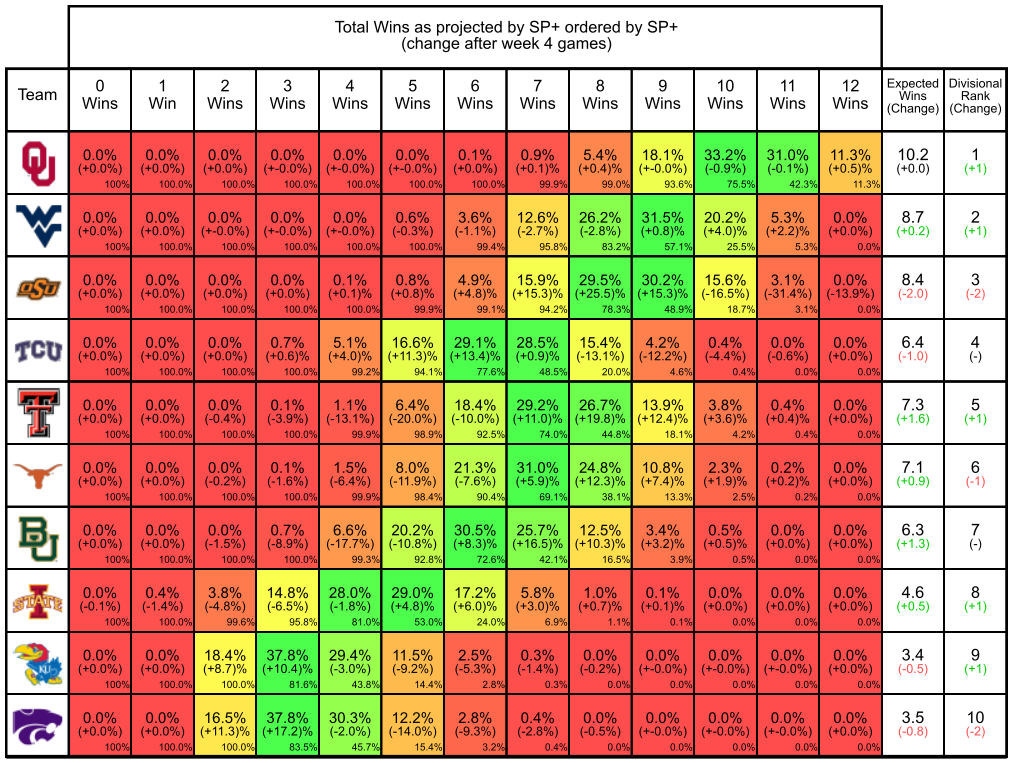 Total Wins as projected by SP+ ordered by SP+
(change after week 4 games)
Team 0 Wins 1 Win 2 Wins 3 Wins 4 Wins 5 Wins 6 Wins 7 Wins 8 Wins 9 Wins 10 Wins 11 Wins 12 Wins Expected Wins (Change) Divisional Rank (Change)
OU 0.0% 0.0% 0.0% 0.0% 0.0% 0.0% 0.1% 0.9% 5.4% 18.1% 33.2% 31.0% 11.3% 10.2 1
(+0.0%) (+0.0%) (+0.0%) (+-0.0%) (+-0.0%) (+-0.0%) (+0.0%) (+0.1)% (+0.4)% (+-0.0%) (-0.9%) (-0.1%) (+0.5)% (+0.0) (+1)
100% 100.0% 100.0% 100.0% 100.0% 100.0% 100.0% 99.9% 99.0% 93.6% 75.5% 42.3% 11.3%
WV 0.0% 0.0% 0.0% 0.0% 0.0% 0.6% 3.6% 12.6% 26.2% 31.5% 20.2% 5.3% 0.0% 8.7 2
(+0.0%) (+0.0%) (+-0.0%) (+-0.0%) (+-0.0%) (-0.3%) (-1.1%) (-2.7%) (-2.8%) (+0.8)% (+4.0)% (+2.2)% (+0.0%) (+0.2) (+1)
100% 100.0% 100.0% 100.0% 100.0% 100.0% 99.4% 95.8% 83.2% 57.1% 25.5% 5.3% 0.0%
OSU 0.0% 0.0% 0.0% 0.0% 0.1% 0.8% 4.9% 15.9% 29.5% 30.2% 15.6% 3.1% 0.0% 8.4 3
(+0.0%) (+0.0%) (+0.0%) (+0.0%) (+0.1)% (+0.8)% (+4.8)% (+15.3)% (+25.5)% (+15.3)% (-16.5%) (-31.4%) (-13.9%) (-2.0) (-2)
100% 100.0% 100.0% 100.0% 100.0% 99.9% 99.1% 94.2% 78.3% 48.9% 18.7% 3.1% 0.0%
TCU 0.0% 0.0% 0.0% 0.7% 5.1% 16.6% 29.1% 28.5% 15.4% 4.2% 0.4% 0.0% 0.0% 6.4 4
(+0.0%) (+0.0%) (+0.0%) (+0.6)% (+4.0)% (+11.3)% (+13.4)% (+0.9)% (-13.1%) (-12.2%) (-4.4%) (-0.6%) (+0.0%) (-1.0) (-)
100% 100.0% 100.0% 100.0% 99.2% 94.1% 77.6% 48.5% 20.0% 4.6% 0.4% 0.0% 0.0%
T 0.0% 0.0% 0.0% 0.1% 1.1% 6.4% 18.4% 29.2% 26.7% 13.9% 3.8% 0.4% 0.0% 7.3 5
(+0.0%) (+0.0%) (-0.4%) (-3.9%) (-13.1%) (-20.0%) (-10.0%) (+11.0)% (+19.8)% (+12.4)% (+3.6)% (+0.4)% (+0.0%) (+1.6) (+1)
100% 100.0% 100.0% 100.0% 99.9% 98.9% 92.5% 74.0% 44.8% 18.1% 4.2% 0.4% 0.0%
0.0% 0.0% 0.0% 0.1% 1.5% 8.0% 21.3% 31.0% 24.8% 10.8% 2.3% 0.2% 0.0% 7.1 6
(+0.0%) (+0.0%) (-0.2%) (-1.6%) (-6.4%) (-11.9%) (-7.6%) (+5.9)% (+12.3)% (+7.4)% (+1.9)% (+0.2)% (+0.0%) (+0.9) (-1)
100% 100.0% 100.0% 100.0% 99.9% 98.4% 90.4% 69.1% 38.1% 13.3% 2.5% 0.2% 0.0%
BU 0.0% 0.0% 0.0% 0.7% 6.6% 20.2% 30.5% 25.7% 12.5% 3.4% 0.5% 0.0% 0.0% 6.3 7
(+0.0%) (+0.0%) (-1.5%) (-8.9%) (-17.7%) (-10.8%) (+8.3)% (+16.5)% (+10.3)% (+3.2)% (+0.5)% (+0.0%) (+0.0%) (+1.3) (-)
100% 100.0% 100.0% 100.0% 99.3% 92.8% 72.6% 42.1% 16.5% 3.9% 0.5% 0.0% 0.0%
I STATE 0.0% 0.4% 3.8% 14.8% 28.0% 29.0% 17.2% 5.8% 1.0% 0.1% 0.0% 0.0% 0.0% 4.6 8
(-0.1%) (-1.4%) (-4.8%) (-6.5%) (-1.8%) (+4.8)% (+6.0)% (+3.0)% (+0.7)% (+0.1)% (+0.0%) (+0.0%) (+0.0%) (+0.5) (+1)
100% 100.0% 99.6% 95.8% 81.0% 53.0% 24.0% 6.9% 1.1% 0.1% 0.0% 0.0% 0.0%
KU 0.0% 0.0% 18.4% 37.8% 29.4% 11.5% 2.5% 0.3% 0.0% 0.0% 0.0% 0.0% 0.0% 3.4 9
(+0.0%) (+0.0%) (+8.7)% (+10.4)% (-3.0%) (-9.2%) (-5.3%) (-1.4%) (-0.2%) (+-0.0%) (+-0.0%) (+-0.0%) (+0.0%) (-0.5) (+1)
100% 100.0% 100.0% 81.6% 43.8% 14.4% 2.8% 0.3% 0.0% 0.0% 0.0% 0.0% 0.0%
0.0% 0.0% 16.5% 37.8% 30.3% 12.2% 2.8% 0.4% 0.0% 0.0% 0.0% 0.0% 0.0% 3.5 10
(+0.0%) (+0.0%) (+11.3)% (+17.2)% (-2.0%) (-14.0%) (-9.3%) (-2.8%) (-0.5%) (+-0.0%) (+-0.0%) (+-0.0%) (+0.0%) (-0.8) (-2)
100% 100.0% 100.0% 83.5% 45.7% 15.4% 3.2% 0.4% 0.0% 0.0% 0.0% 0.0% 0.0%